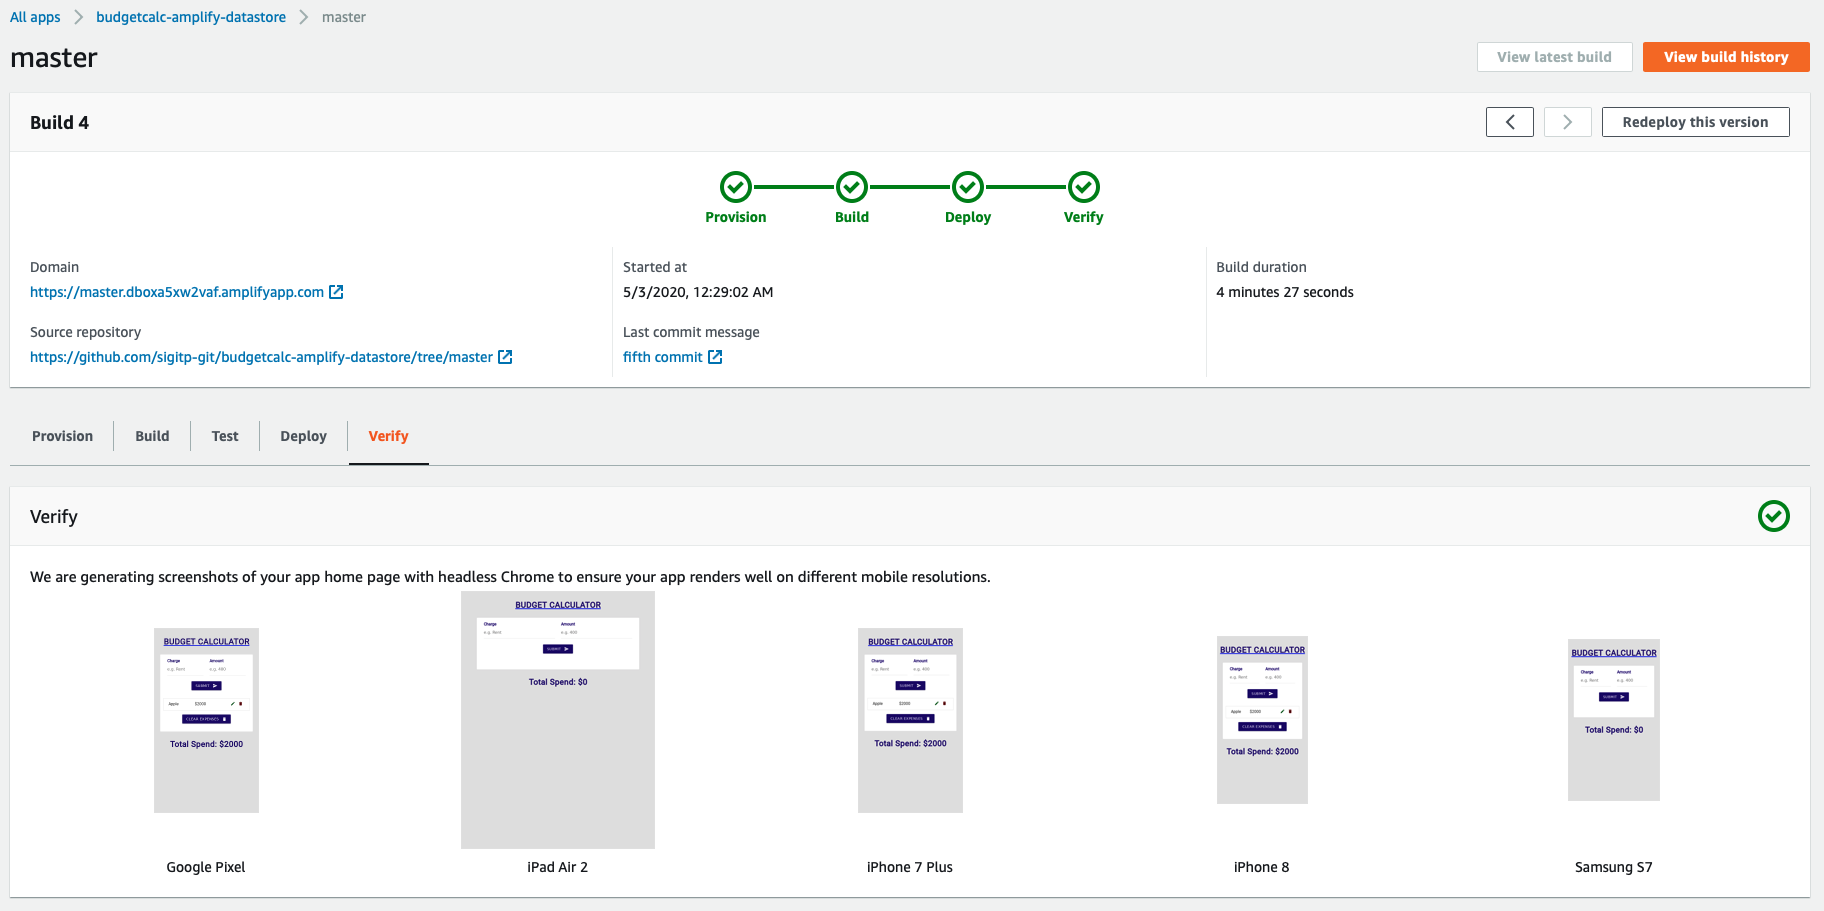 All apps > budgetcalc-amplify-datastore > master
master
View latest build
View build history
Build 4
Redeploy this version
Provision
Build
Deploy
Verify
Domain
https://master.dboxa5xw2vaf.amplifyapp.com
Started at
5/3/2020, 12:29:02 AM
Build duration
4 minutes 27 seconds
Source repository
https://github.com/sigitp-git/budgetcalc-amplify-datastore/tree/master
Last commit message
fifth commit
Provision
Build
Test
Deploy
Verify
Verify
We are generating screenshots of your app home page with headless Chrome to ensure your app renders well on different mobile resolutions.
BUDGET CALCULATOR
Charge Amount
e.g. Rent e.g. 400
SUBMIT
Apple $2000
CLEAR EXPENSES
Total Spend: $2000
Google Pixel
BUDGET CALCULATOR
Charge Amount
e.g. Rent e.g. 400
SUBMIT
Total Spend: $0
iPad Air 2
BUDGET CALCULATOR
Charge Amount
e.g. Rent e.g. 400
SUBMIT
Apple $2000
CLEAR EXPENSES
Total Spend: $2000
iPhone 7 Plus
BUDGET CALCULATOR
Charge Amount
e.g. Rent e.g. 400
SUBMIT
Apple $2000
CLEAR EXPENSES
Total Spend: $2000
iPhone 8
BUDGET CALCULATOR
Charge Amount
e.g. Rent e.g. 400
SUBMIT
Total Spend: $0
Samsung S7